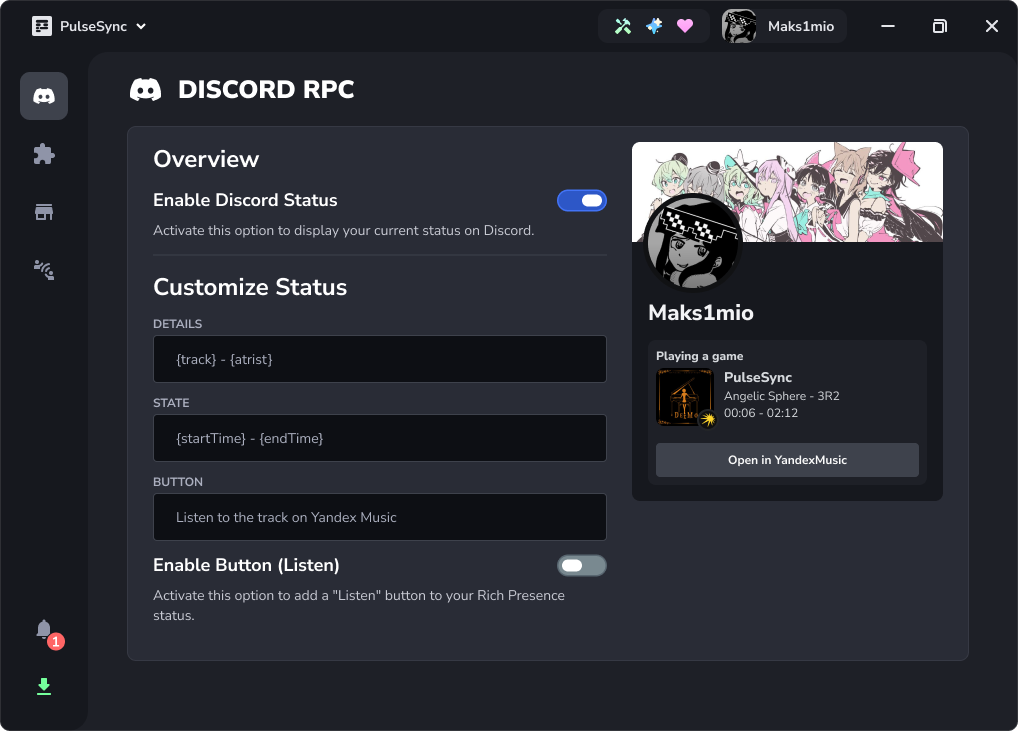 PulseSync
Maks1mio
DISCORD RPC
Overview
Enable Discord Status
Activate this option to display your current status on Discord.
Customize Status
DETAILS
{track} - {atrist}
STATE
{startTime} - {endTime}
BUTTON
Listen to the track on Yandex Music
Enable Button (Listen)
Activate this option to add a "Listen" button to your Rich Presence
status.
Maks1mio
Playing a game
PulseSync
Angelic Sphere - 3R2
00:06 - 02:12
Open in YandexMusic
1